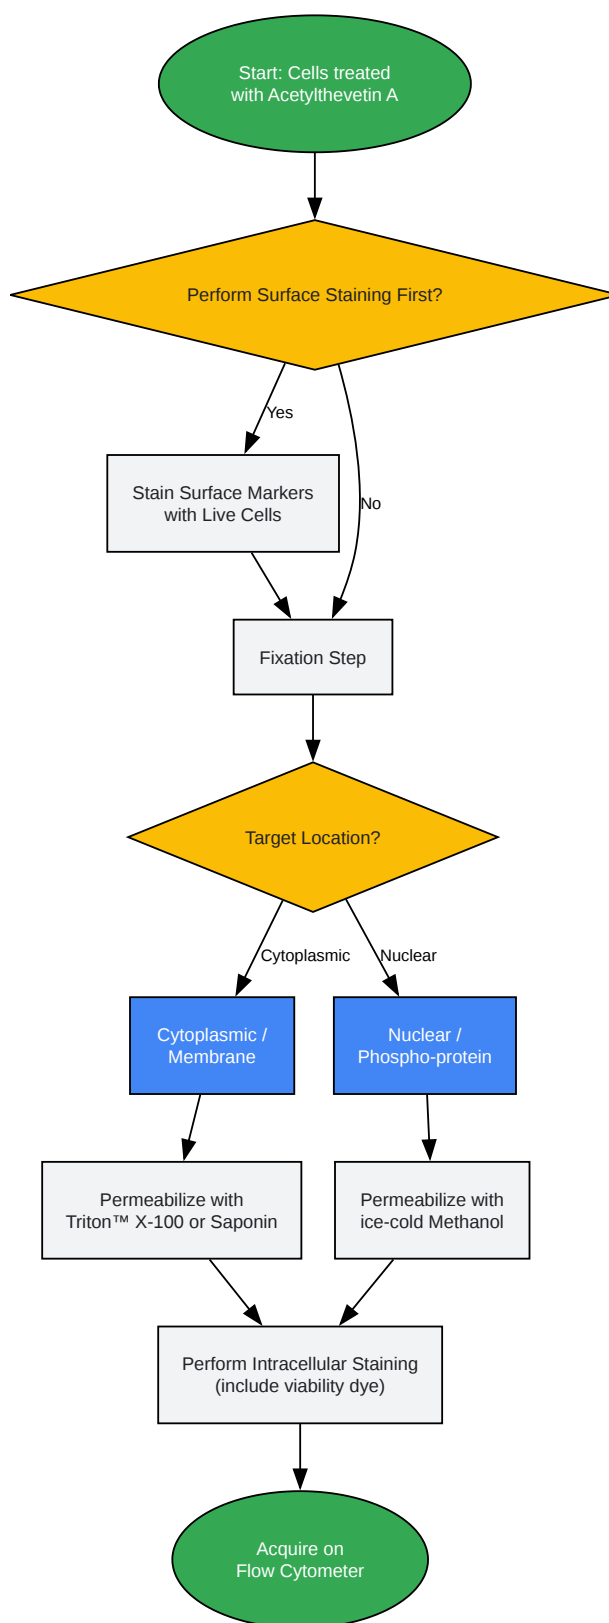 Start: Cells treated
with Acetylthevetin A
Perform Surface Staining First?
Yes
Stain Surface Markers
with Live Cells
No
Fixation Step
Target Location?
Cytoplasmic
Nuclear
Cytoplasmic /
Membrane
Nuclear /
Phospho-protein
Permeabilize with
Triton™ X-100 or Saponin
Permeabilize with
ice-cold Methanol
Perform Intracellular Staining
(include viability dye)
Acquire on
Flow Cytometer